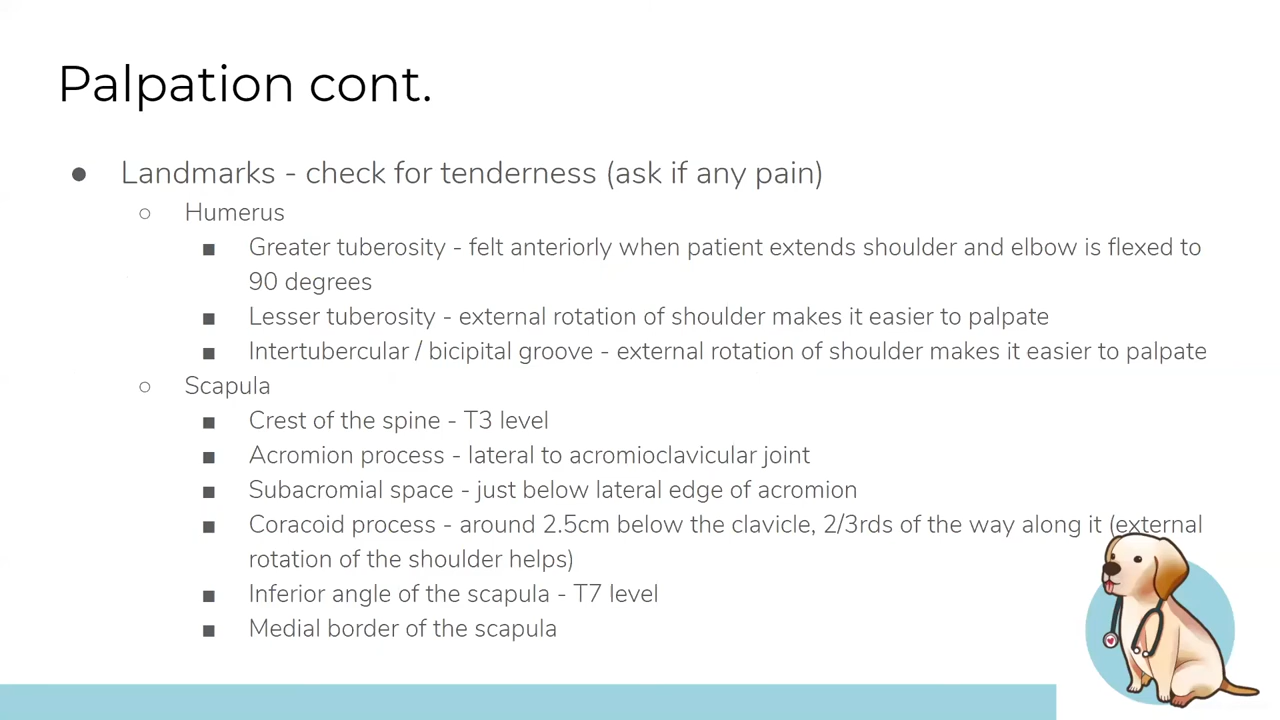 Palpation cont.
● Landmarks - check for tenderness (ask if any pain)
○ Humerus
■ Greater tuberosity - felt anteriorly when patient extends shoulder and elbow is flexed to
90 degrees
■ Lesser tuberosity - external rotation of shoulder makes it easier to palpate
■ Intertubercular / bicipital groove - external rotation of shoulder makes it easier to palpate
○ Scapula
■ Crest of the spine - T3 level
■ Acromion process - lateral to acromioclavicular joint
■ Subacromial space - just below lateral edge of acromion
■ Coracoid process - around 2.5cm below the clavicle, 2/3rds of the way along it (external
rotation of the shoulder helps)
■ Inferior angle of the scapula - T7 level
■ Medial border of the scapula